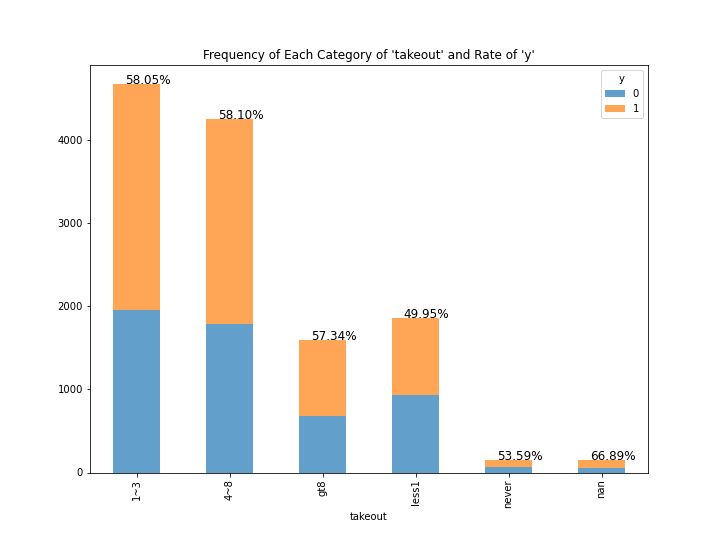 Frequency of Each Category of 'takeout' and Rate of 'y'
58.05%
58.10%
57.34%
49.95%
53.59%
66.89%
y
0
1
4000
3000
2000
1000
0
1~3
4~8
gt8
less1
never
nan
takeout